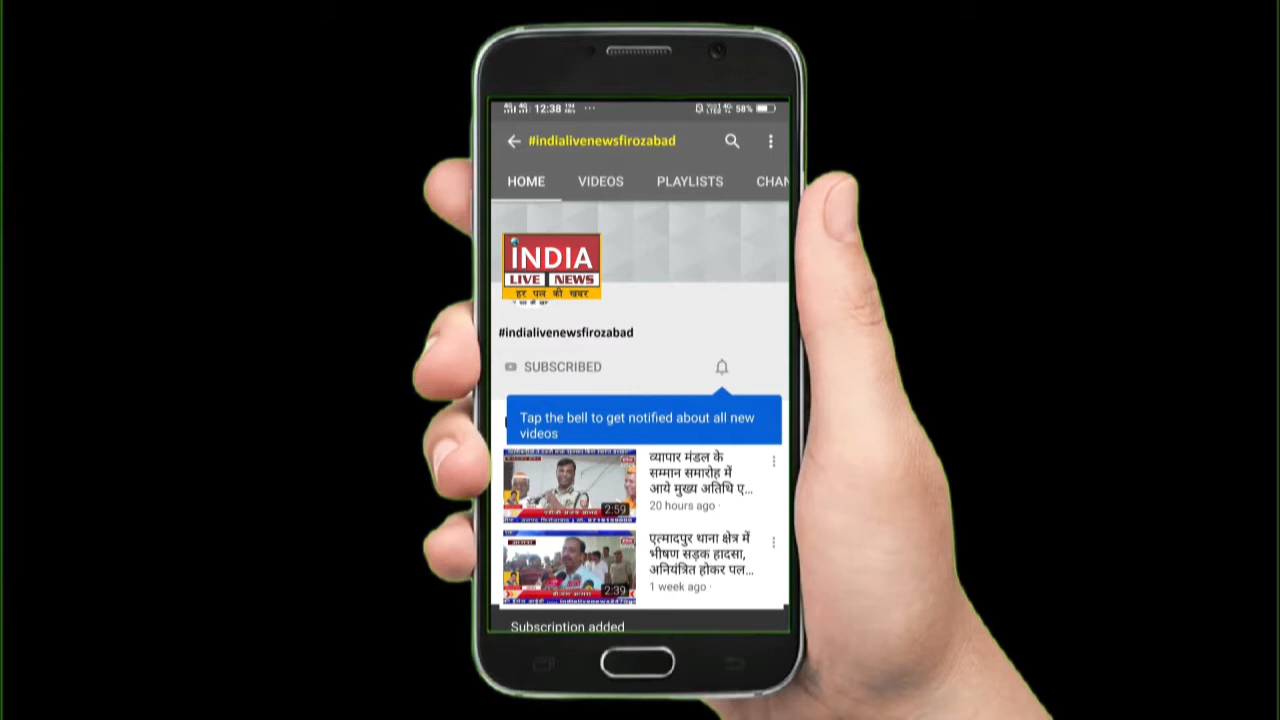 12:38
58%
#indialivenewsfirozabad
HOME VIDEOS PLAYLISTS CHAN
INDIA
LIVE NEWS
हर पल की खबर
#indialivenewsfirozabad
SUBSCRIBED
Tap the bell to get notified about all new
videos
व्यापार मंडल के
सम्मान समारोह में
आये मुख्य अतिथि ए...
20 hours ago ·
2:59
एत्मादपुर थाना क्षेत्र में
भीषण सड़क हादसा,
अनियंत्रित होकर पल...
1 week ago ·
2:39
Subscription added